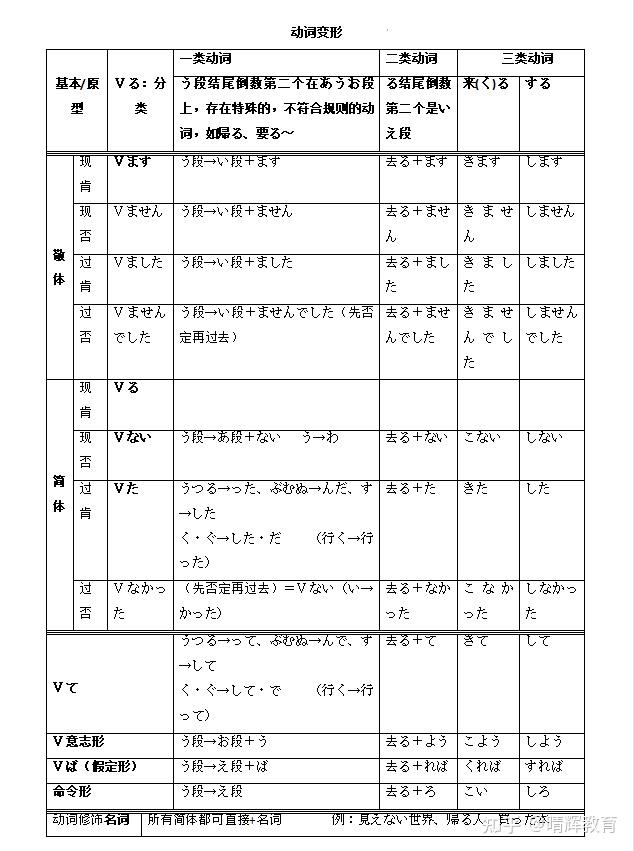 动词变形
基本/原
型
Ｖる：分
类
一类动词
二类动词
三类动词
う段结尾倒数第二个在あうお段
上，存在特殊的，不符合规则的动
词，如帰る、要る～
る结尾倒数
第二个是い
え段
来(く)る
する
敬
体
现
肯
Ｖます
う段→い段＋ます
去る＋ます
きます
します
现
否
Ｖません
う段→い段＋ません
去る＋ませ
ん
きませ
ん
しません
过
肯
Ｖました
う段→い段＋ました
去る＋まし
た
きまし
た
しました
过
否
Ｖません
でした
う段→い段＋ませんでした（先否
定再过去）
去る＋ませ
んでした
きませ
んでし
た
しません
でした
简
体
现
肯
Ｖる
现
否
Ｖない
う段→あ段＋ない　う→わ
去る＋ない
こない
しない
过
肯
Ｖた
うつる→った、ぶむぬ→んだ、す
→した
く・ぐ→した・だ　（行く→行
った）
去る＋た
きた
した
过
否
Ｖなかっ
た
（先否定再过去）＝Ｖない（い→
かった）
去る＋なか
った
こなか
った
しなかっ
た
Ｖて
うつる→って、ぶむぬ→んで、す
→して
く・ぐ→して・で　（行く→行
って）
去る＋て
きて
して
Ｖ意志形
う段→お段＋う
去る＋よう
こよう
しよう
Ｖば（假定形）
う段→え段＋ば
去る＋れば
くれば
すれば
命令形
う段→え段
去る＋ろ
こい
しろ
动词修饰名词
所有简体都可直接+名词　例：見えない世界、帰る人、買った本
知乎 @晴辉教育